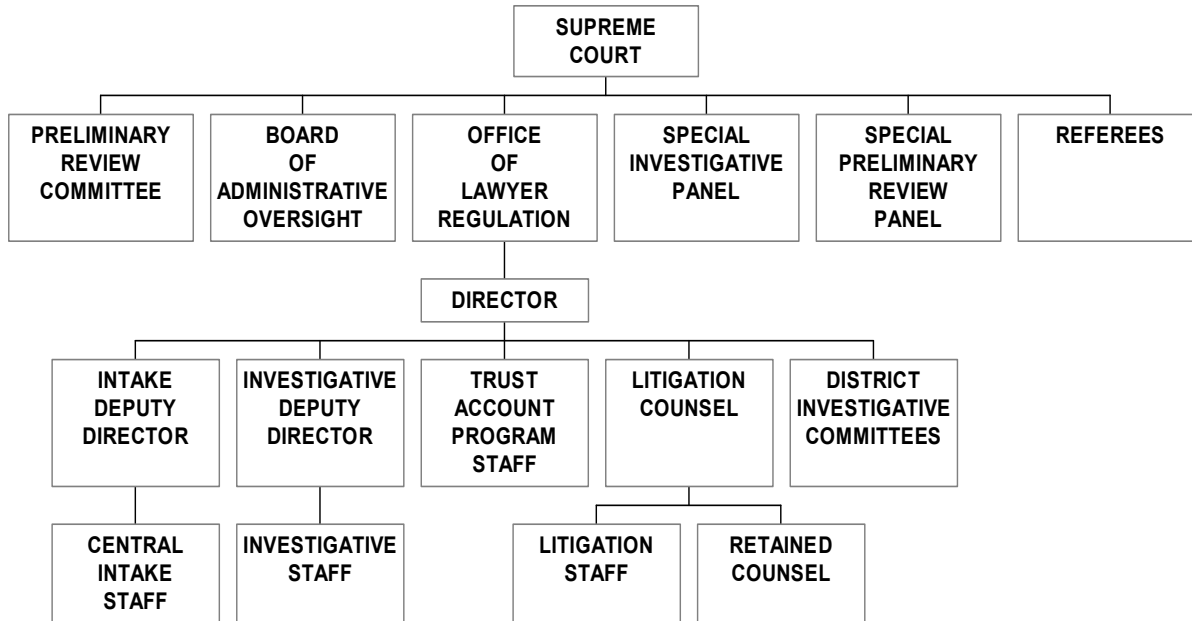 SUPREME
COURT
PRELIMINARY
REVIEW
COMMITTEE
BOARD
OF
ADMINISTRATIVE
OVERSIGHT
OFFICE
OF
LAWYER
REGULATION
SPECIAL
INVESTIGATIVE
PANEL
SPECIAL
PRELIMINARY
REVIEW
PANEL
REFEREES
DIRECTOR
INTAKE
DEPUTY
DIRECTOR
INVESTIGATIVE
DEPUTY
DIRECTOR
TRUST
ACCOUNT
PROGRAM
STAFF
LITIGATION
COUNSEL
DISTRICT
INVESTIGATIVE
COMMITTEES
CENTRAL
INTAKE
STAFF
INVESTIGATIVE
STAFF
LITIGATION
STAFF
RETAINED
COUNSEL